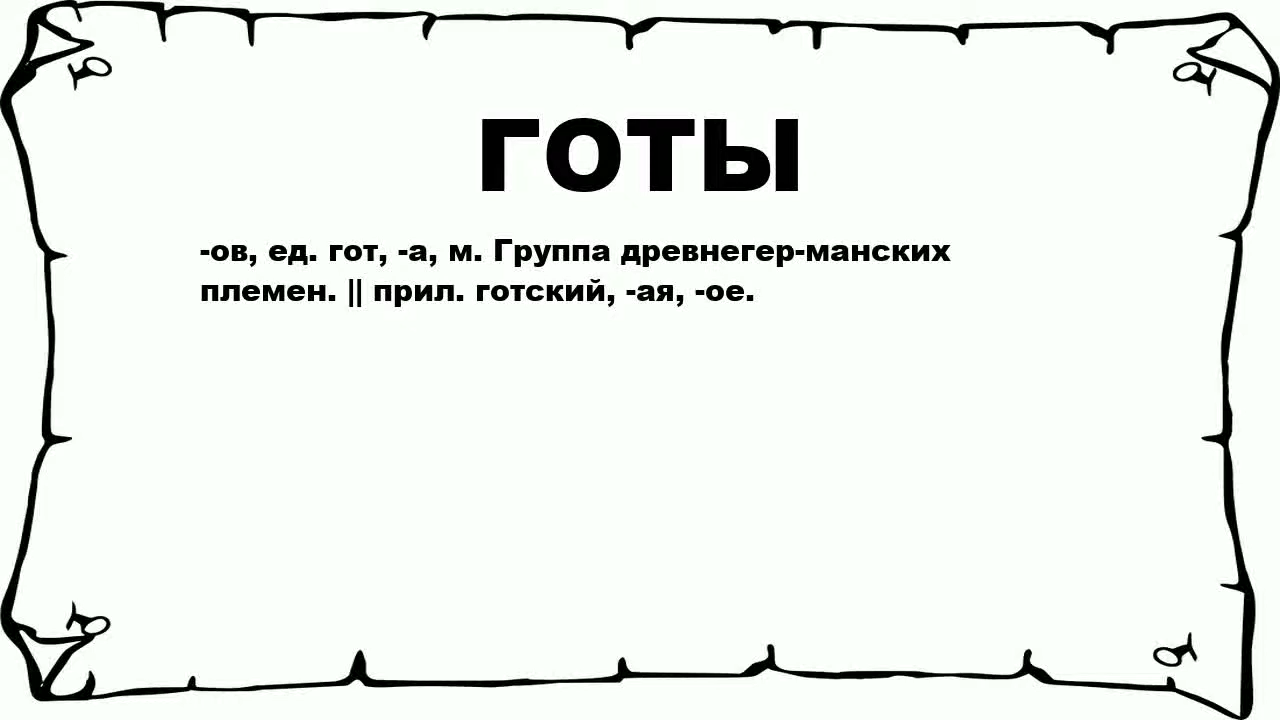 ГОТЫ
-ов, ед. гот, -а, м. Группа древнегер-манских
племен. || прил. готский, -ая, -ое.